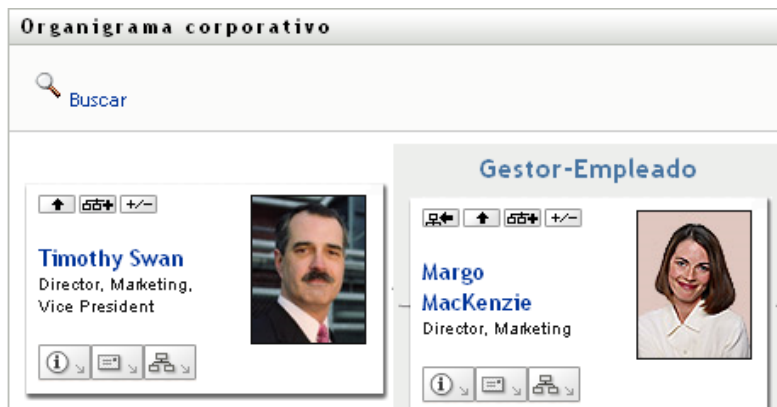 Organigrama corporativo
Buscar
Gestor-Empleado
+/-
Timothy Swan
Director, Marketing,
Vice President
+/-
Margo
MacKenzie
Director, Marketing